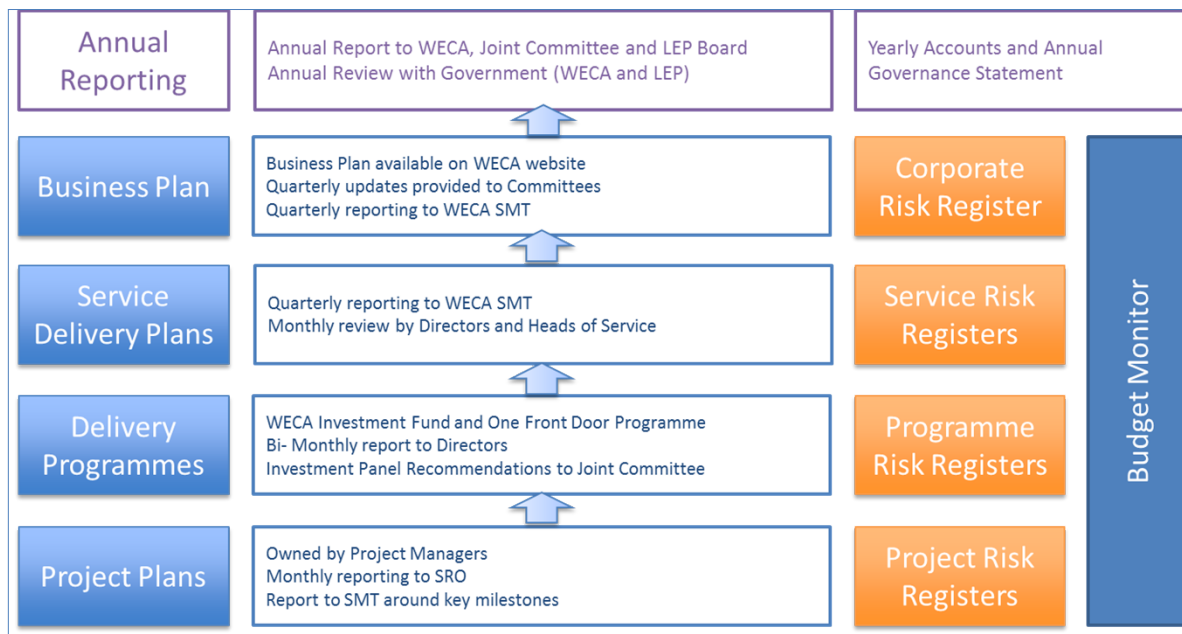 Annual
Reporting
Annual Report to WECA, Joint Committee and LEP Board
Annual Review with Government (WECA and LEP)
Yearly Accounts and Annual
Governance Statement
Business Plan
Business Plan available on WECA website
Quarterly updates provided to Committees
Quarterly reporting to WECA SMT
Corporate
Risk Register
Service
Delivery Plans
Quarterly reporting to WECA SMT
Monthly review by Directors and Heads of Service
Service Risk
Registers
Delivery
Programmes
WECA Investment Fund and One Front Door Programme
Bi- Monthly report to Directors
Investment Panel Recommendations to Joint Committee
Programme
Risk Registers
Project Plans
Owned by Project Managers
Monthly reporting to SRO
Report to SMT around key milestones
Project Risk
Registers
Budget Monitor